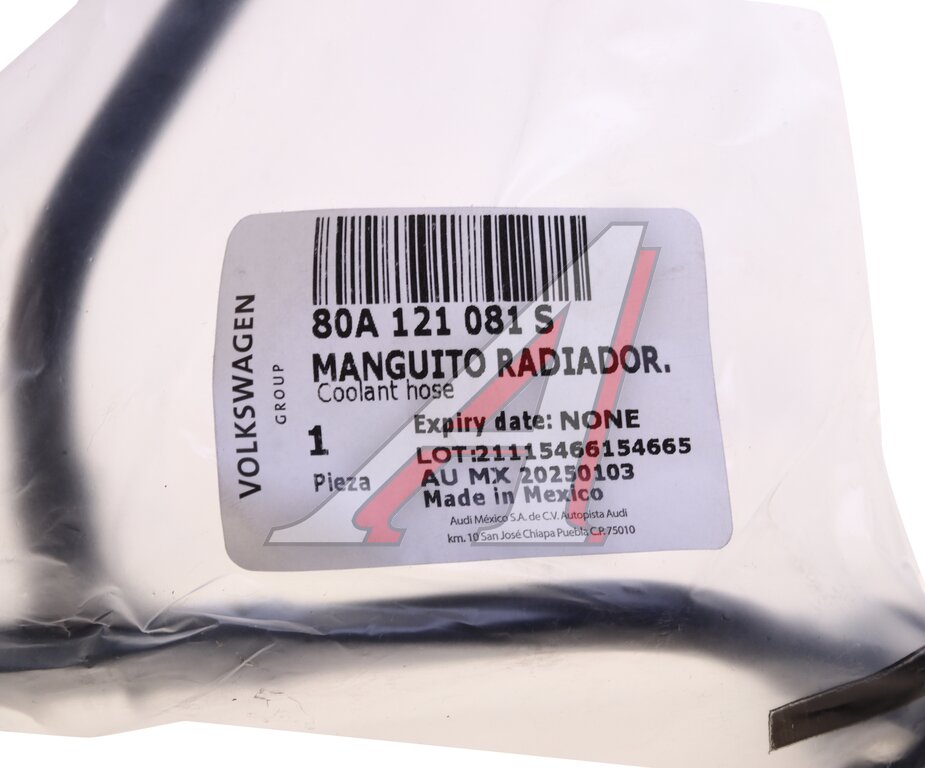 VOLKSWAGEN
GROUP
80A 121 081 S
MANGUITO RADIADOR.
Coolant hose
1
Pieza
Expiry date: NONE
LOT:21115466154665
AU MX 20250103
Made in Mexico
Audi México S.A. de C.V. Autopista Audi
km. 10 San José Chiapa Puebla C.P. 75010